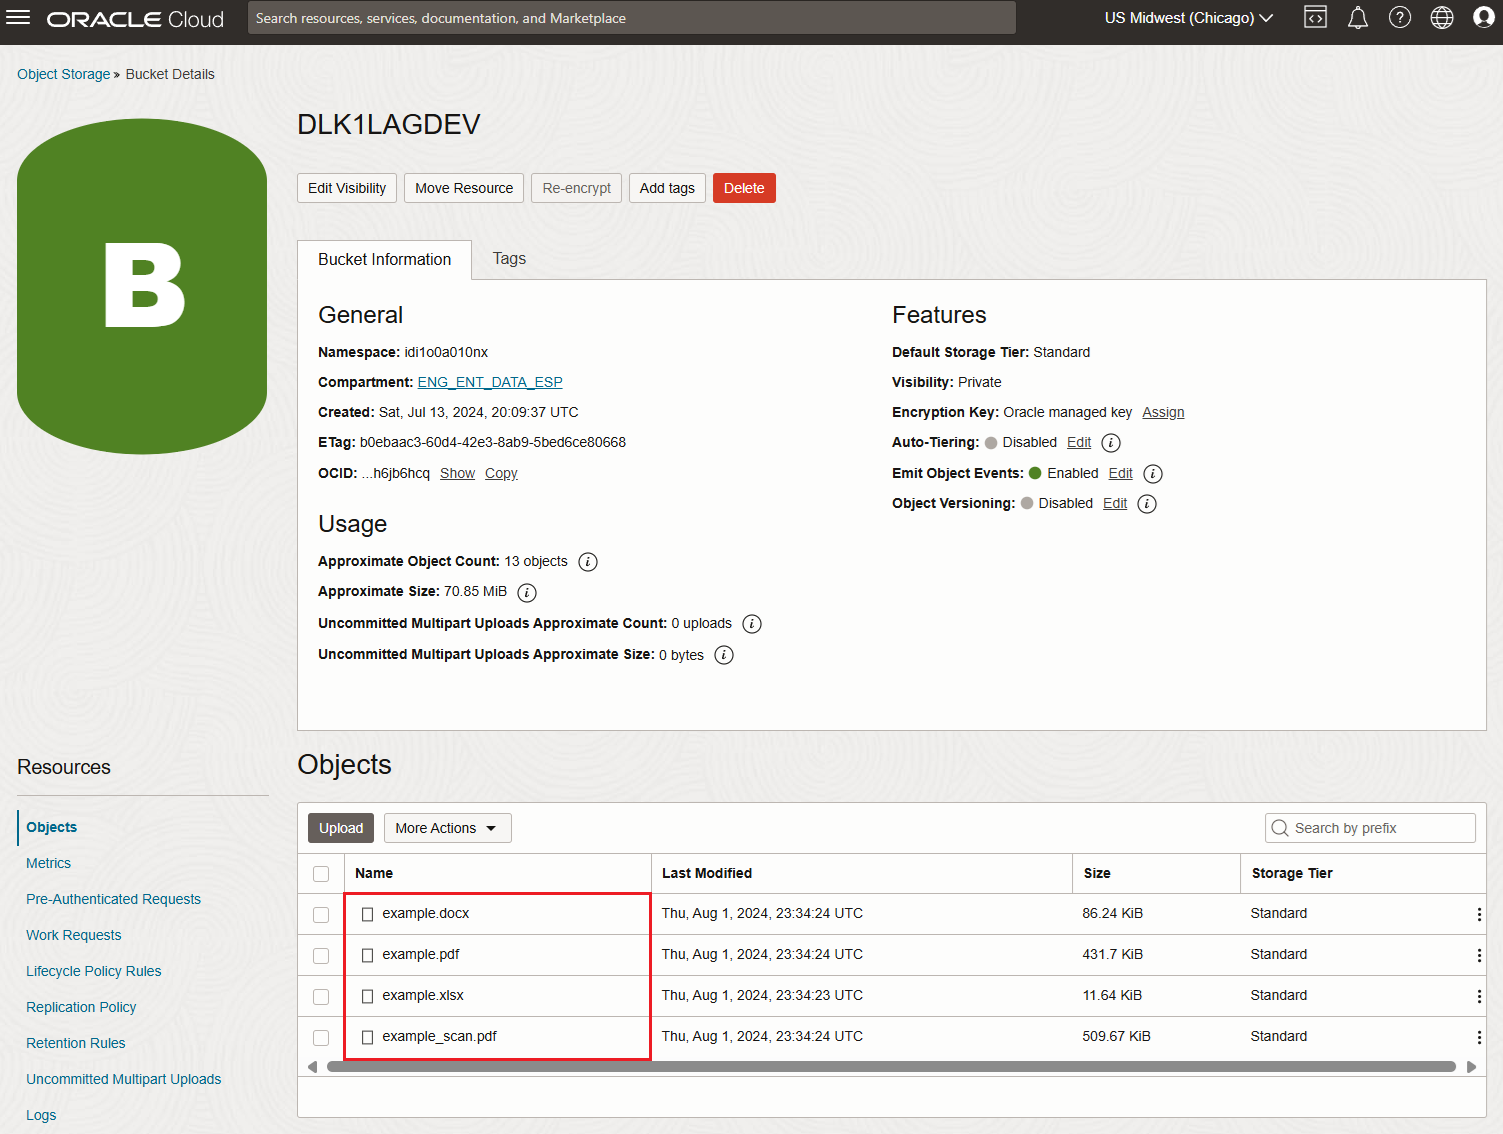 ORACLE Cloud
Search resources, services, documentation, and Marketplace
US Midwest (Chicago)
Object Storage » Bucket Details
B
DLK1LAGDEV
Edit Visibility
Move Resource
Re-encrypt
Add tags
Delete
Bucket Information
Tags
General
Namespace: idi1o0a010nx
Compartment: ENG_ENT_DATA_ESP
Created: Sat, Jul 13, 2024, 20:09:37 UTC
ETag: b0ebaac3-60d4-42e3-8ab9-5bed6ce80668
OCID: ...h6jb6hcq Show Copy
Usage
Approximate Object Count: 13 objects
Approximate Size: 70.85 MiB
Uncommitted Multipart Uploads Approximate Count: 0 uploads
Uncommitted Multipart Uploads Approximate Size: 0 bytes
Features
Default Storage Tier: Standard
Visibility: Private
Encryption Key: Oracle managed key Assign
Auto-Tiering: Disabled Edit
Emit Object Events: Enabled Edit
Object Versioning: Disabled Edit
Resources
Objects
Metrics
Pre-Authenticated Requests
Work Requests
Lifecycle Policy Rules
Replication Policy
Retention Rules
Uncommitted Multipart Uploads
Logs
Objects
Upload
More Actions
Search by prefix
Name Last Modified Size Storage Tier
example.docx Thu, Aug 1, 2024, 23:34:24 UTC 86.24 KiB Standard
example.pdf Thu, Aug 1, 2024, 23:34:24 UTC 431.7 KiB Standard
example.xlsx Thu, Aug 1, 2024, 23:34:23 UTC 11.64 KiB Standard
example_scan.pdf Thu, Aug 1, 2024, 23:34:24 UTC 509.67 KiB Standard